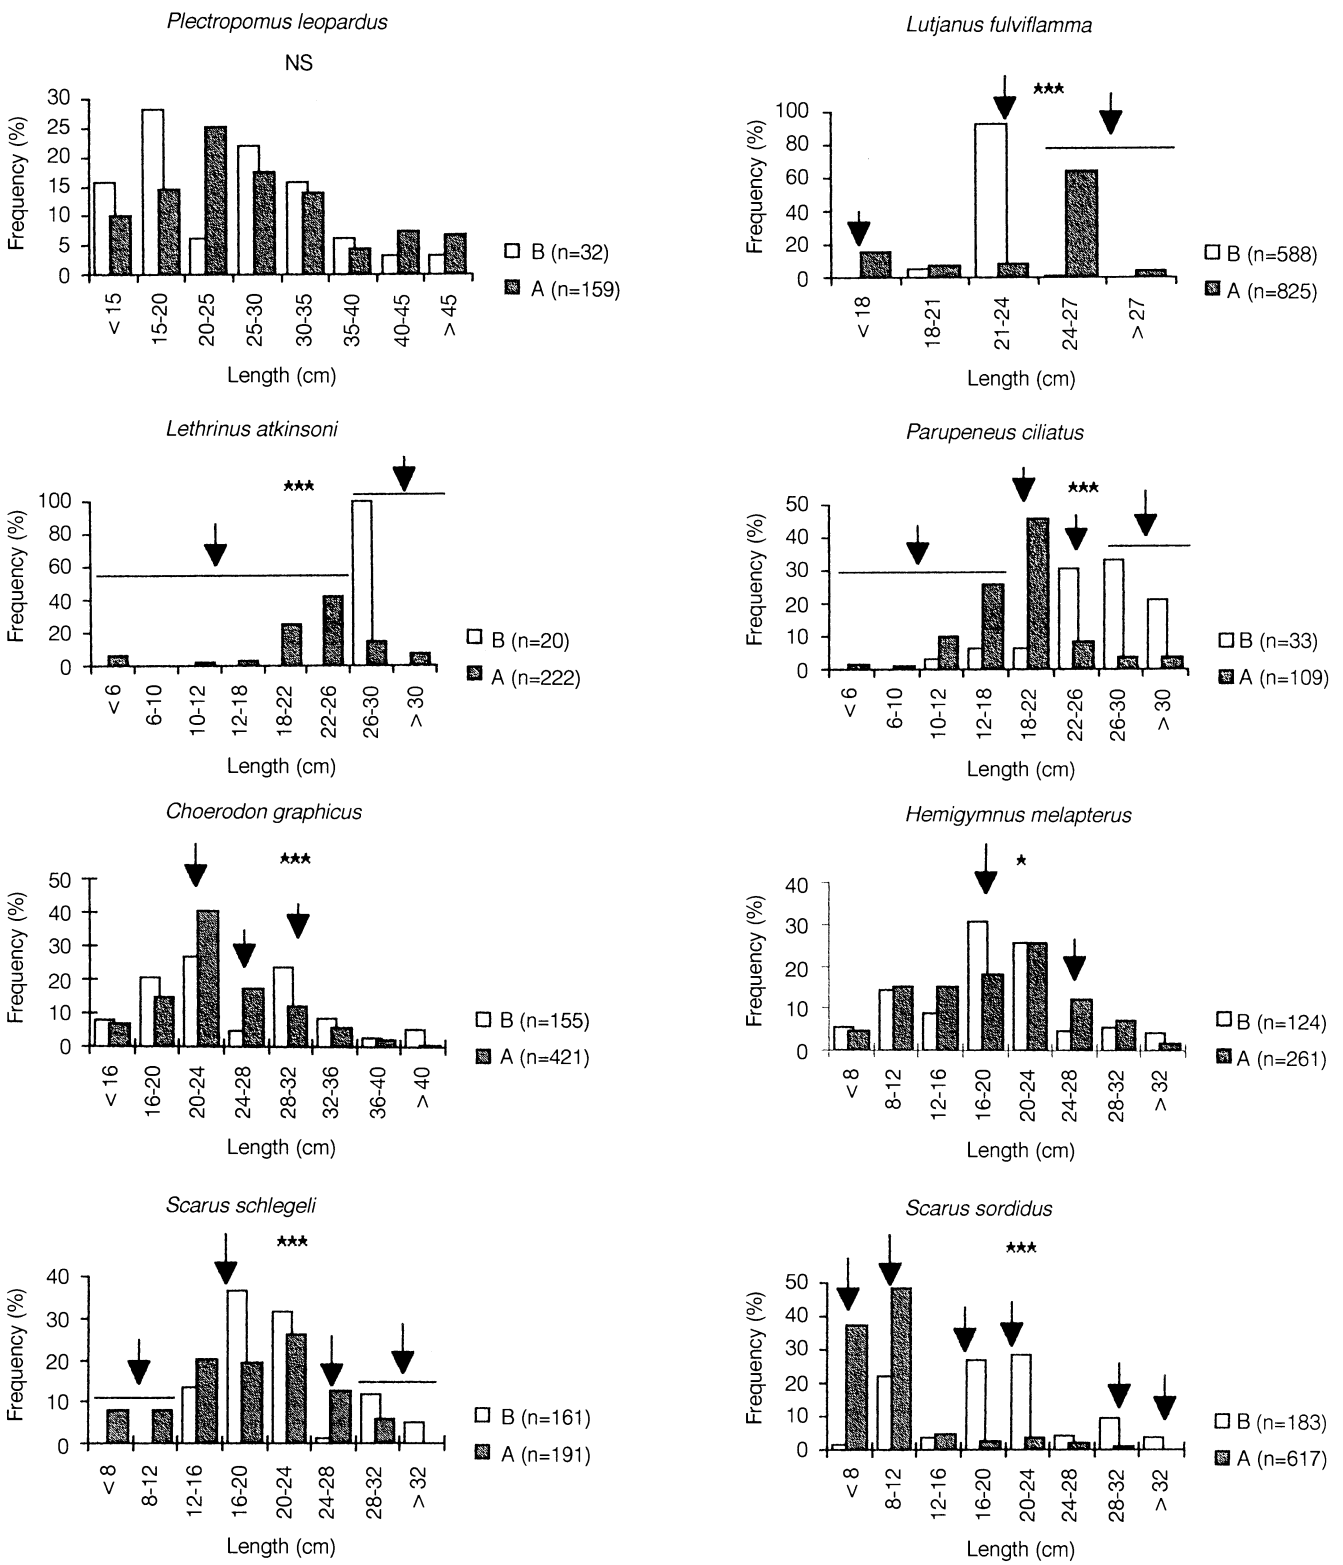 Plectropomus leopardus
NS
Frequency (%)
30
25
20
15
10
5
0
< 15
15-20
20-25
25-30
30-35
35-40
40-45
> 45
Length (cm)
B (n=32)
A (n=159)
Lutjanus fulviflamma
★★★
Frequency (%)
100
80
60
40
20
0
< 18
18-21
21-24
24-27
> 27
Length (cm)
B (n=588)
A (n=825)
Lethrinus atkinsoni
★★★
Frequency (%)
100
80
60
40
20
0
< 6
6-10
10-12
12-18
18-22
22-26
26-30
> 30
Length (cm)
B (n=20)
A (n=222)
Parupeneus ciliatus
★★★
Frequency (%)
50
40
30
20
10
0
< 6
6-10
10-12
12-18
18-22
22-26
26-30
> 30
Length (cm)
B (n=33)
A (n=109)
Choerodon graphicus
★★★
Frequency (%)
50
40
30
20
10
0
< 16
16-20
20-24
24-28
28-32
32-36
36-40
> 40
Length (cm)
B (n=155)
A (n=421)
Hemigymnus melapterus
★
Frequency (%)
40
30
20
10
0
< 8
8-12
12-16
16-20
20-24
24-28
28-32
> 32
Length (cm)
B (n=124)
A (n=261)
Scarus schlegeli
★★★
Frequency (%)
40
30
20
10
0
< 8
8-12
12-16
16-20
20-24
24-28
28-32
> 32
Length (cm)
B (n=161)
A (n=191)
Scarus sordidus
★★★
Frequency (%)
50
40
30
20
10
0
< 8
8-12
12-16
16-20
20-24
24-28
28-32
> 32
Length (cm)
B (n=183)
A (n=617)